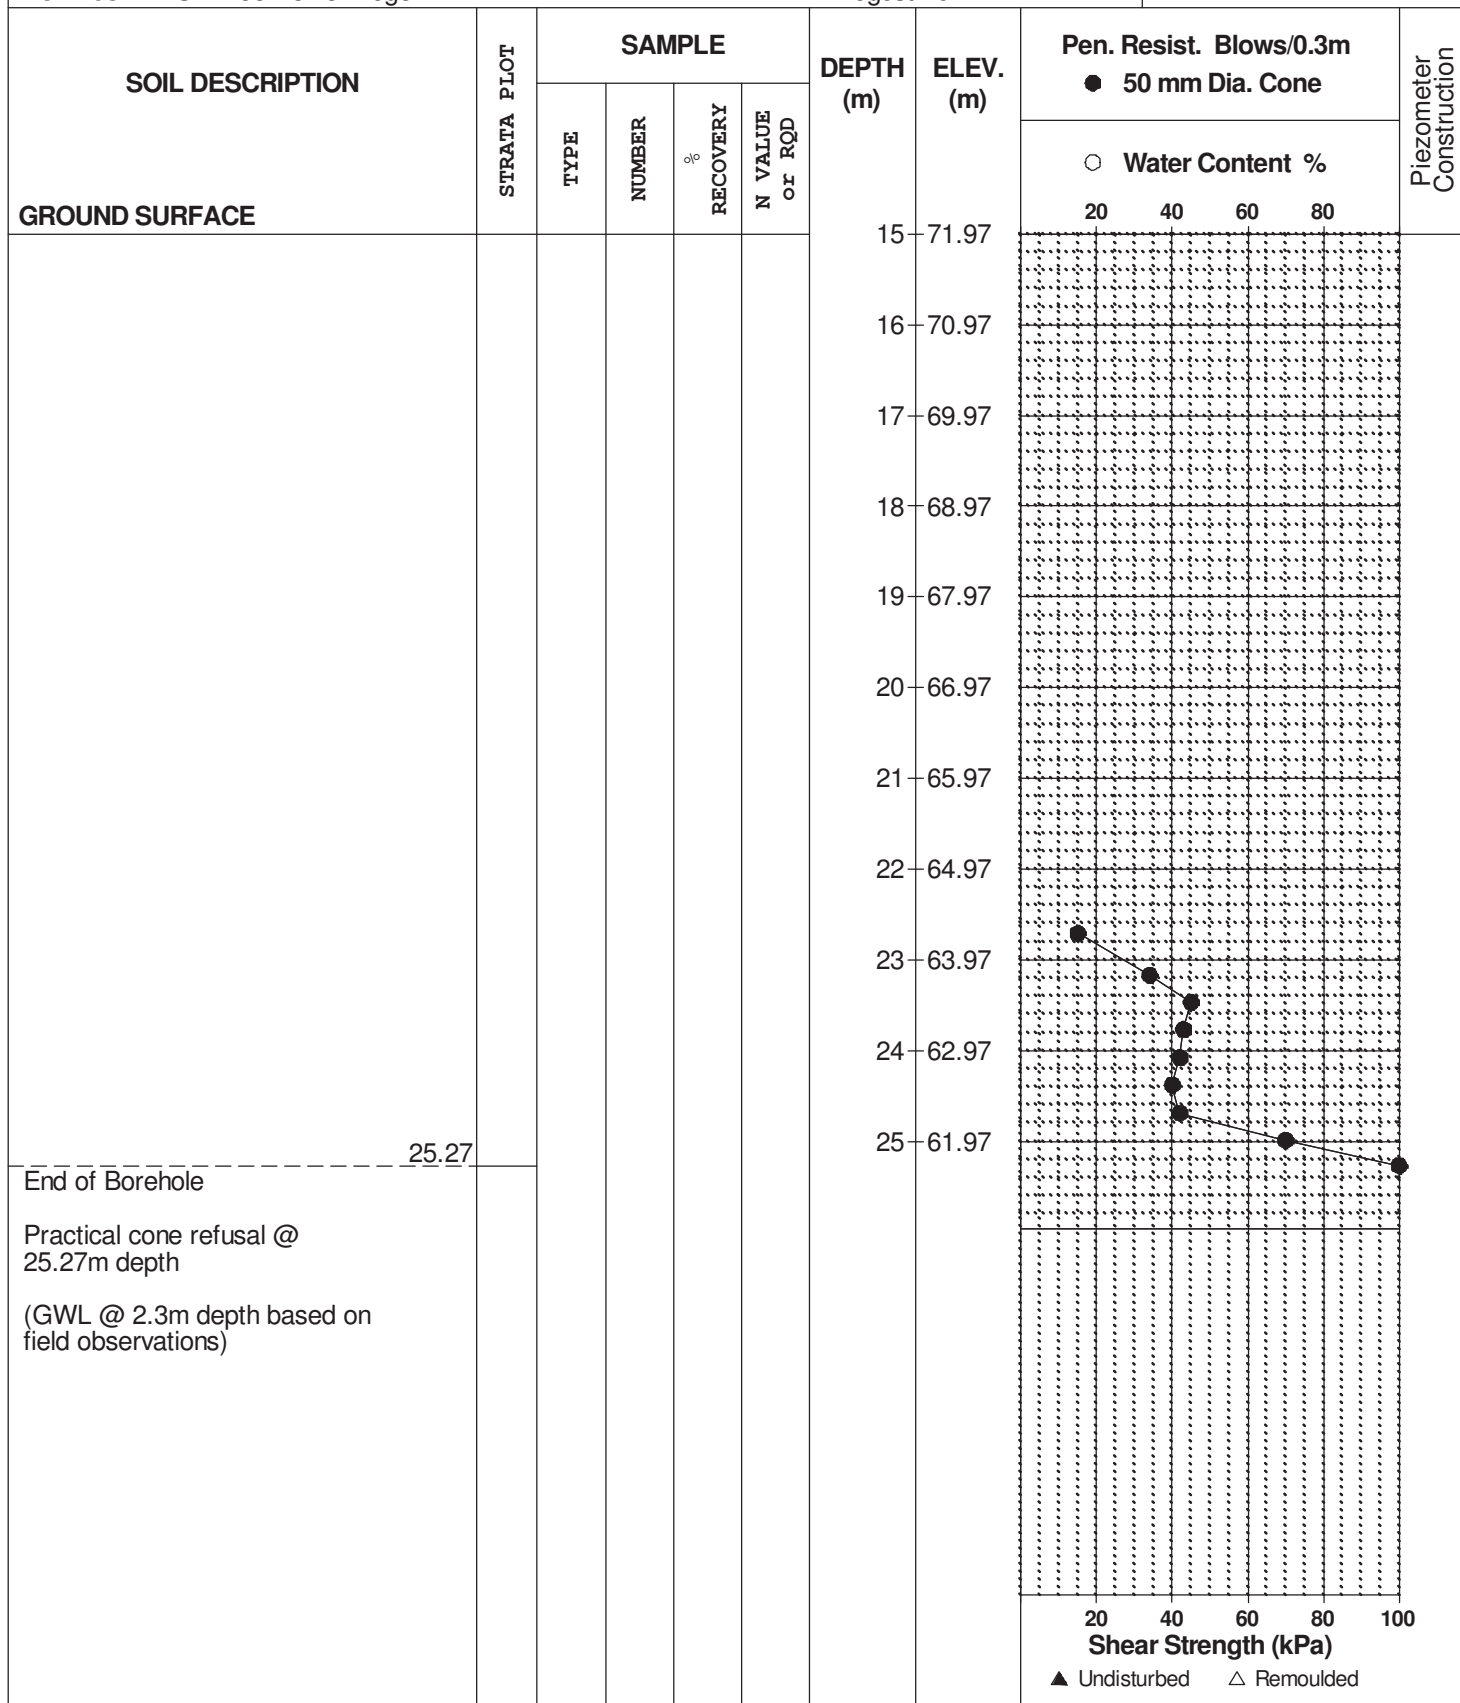 SOIL DESCRIPTION
GROUND SURFACE
STRATA PLOT
SAMPLE
TYPE
NUMBER
%
RECOVERY
N VALUE
or RQD
DEPTH
(m)
ELEV.
(m)
Pen. Resist. Blows/0.3m
● 50 mm Dia. Cone
○ Water Content %
20 40 60 80
Piezometer
Construction
15 71.97
16 70.97
17 69.97
18 68.97
19 67.97
20 66.97
21 65.97
22 64.97
23 63.97
24 62.97
25 61.97
25.27
End of Borehole
Practical cone refusal @
25.27m depth
(GWL @ 2.3m depth based on
field observations)
20 40 60 80 100
Shear Strength (kPa)
▲ Undisturbed △ Remoulded